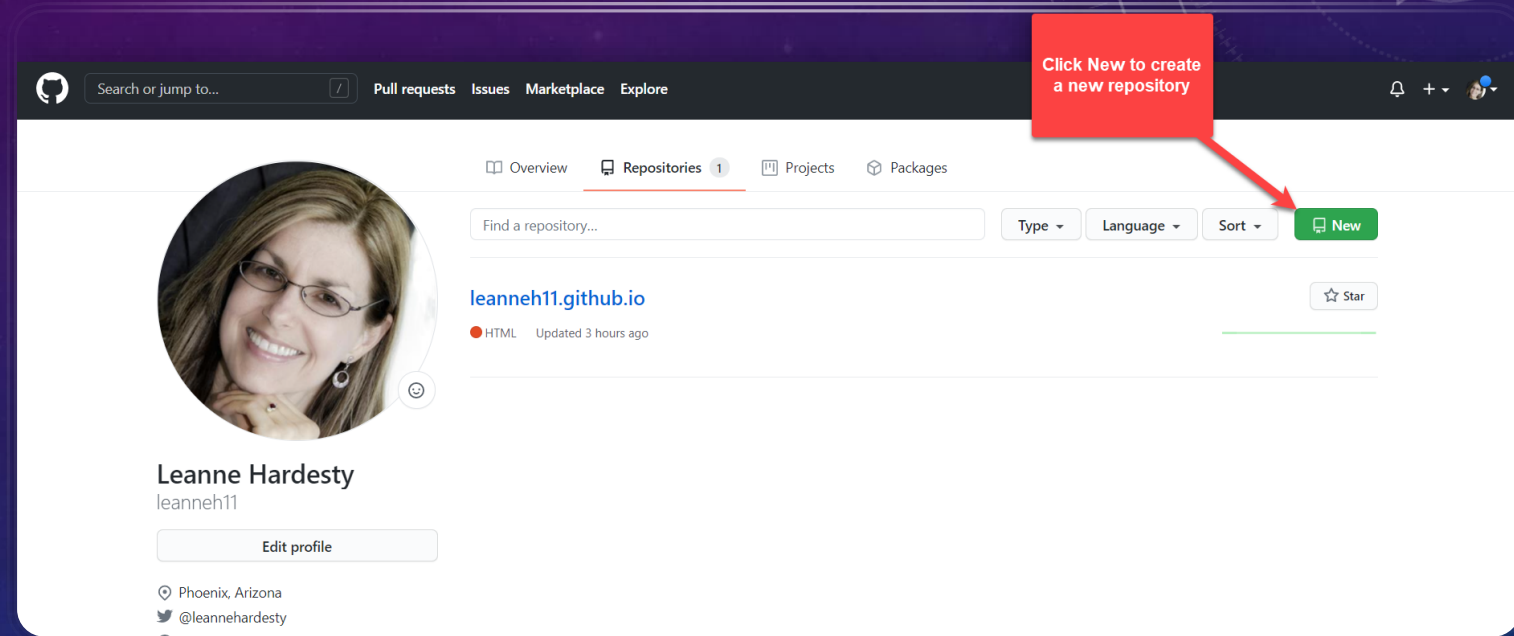 Click New to create
a new repository
Search or jump to... /
Pull requests Issues Marketplace Explore
Overview Repositories 1 Projects Packages
Find a repository... Type Language Sort New
leanneh11.github.io
Star
HTML Updated 3 hours ago
Leanne Hardesty
leanneh11
Edit profile
Phoenix, Arizona
@leannehardesty